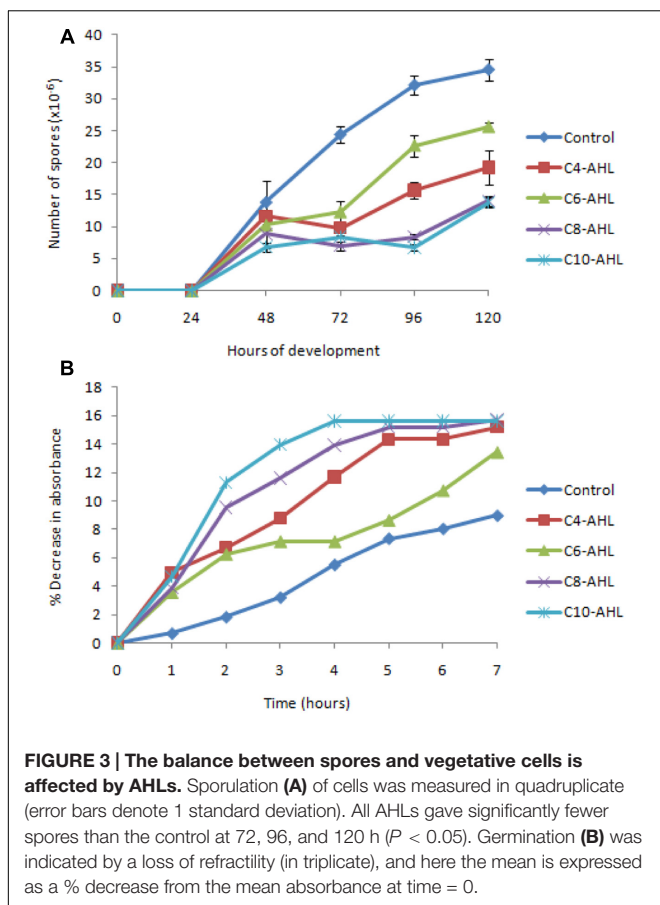 A
Number of spores (x10-6)
40
35
30
25
20
15
10
5
0
0 24 48 72 96 120
Hours of development
Control
C4-AHL
C6-AHL
C8-AHL
C10-AHL
B
% Decrease in absorbance
18
16
14
12
10
8
6
4
2
0
0 1 2 3 4 5 6 7
Time (hours)
Control
C4-AHL
C6-AHL
C8-AHL
C10-AHL
FIGURE 3 | The balance between spores and vegetative cells is
affected by AHLs. Sporulation (A) of cells was measured in quadruplicate
(error bars denote 1 standard deviation). All AHLs gave significantly fewer
spores than the control at 72, 96, and 120 h (P < 0.05). Germination (B) was
indicated by a loss of refractility (in triplicate), and here the mean is expressed
as a % decrease from the mean absorbance at time = 0.